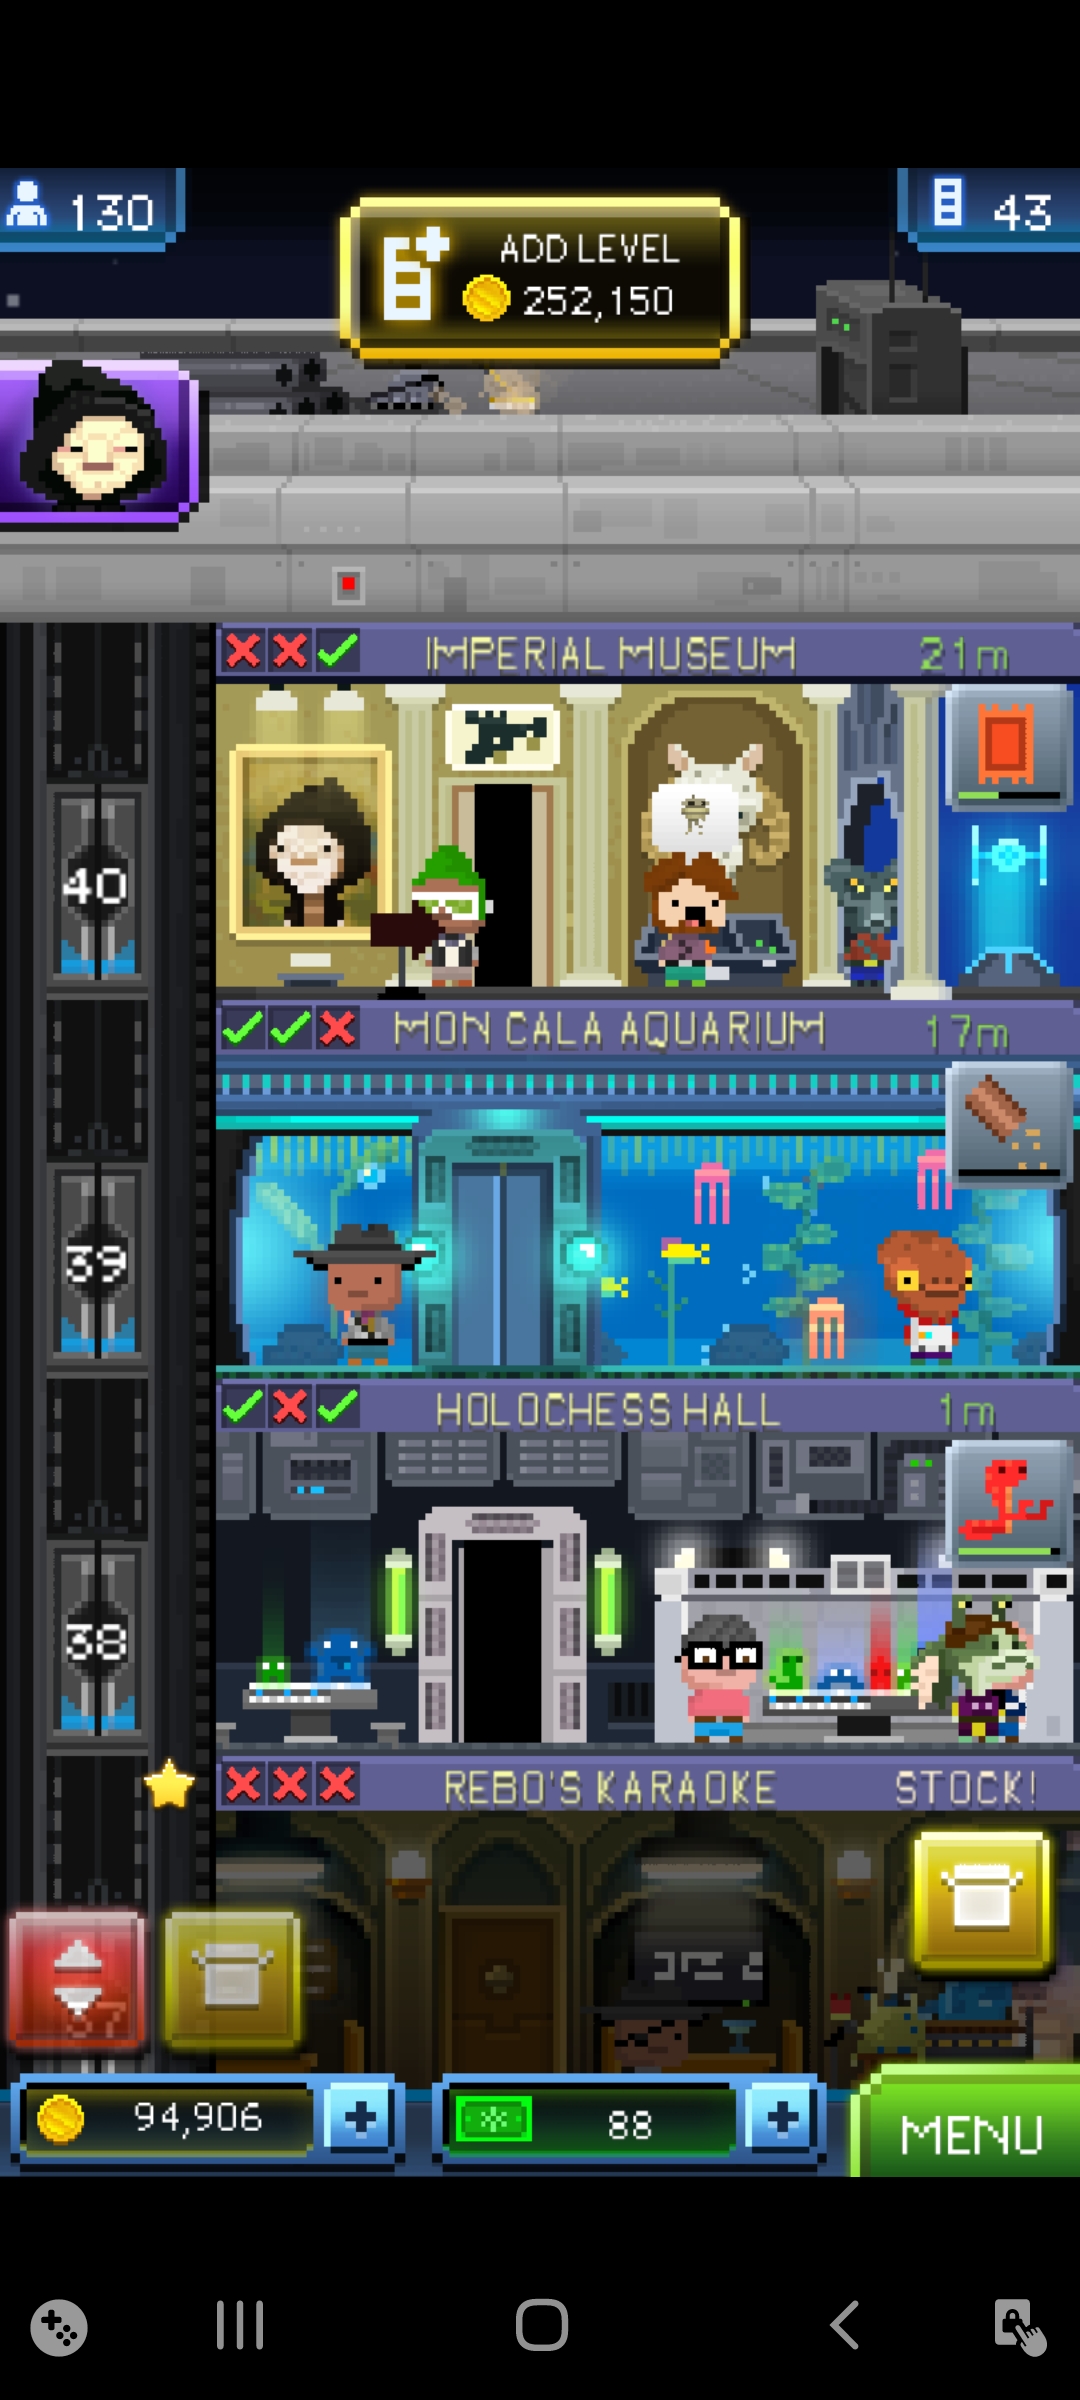 130
ADD LEVEL
252,150
43
IMPERIAL MUSEUM 21m
40
MON CALA AQUARIUM 17m
39
HOLOCHESS HALL 1m
38
REBO'S KARAOKE STOCK!
37
94,906
88
MENU